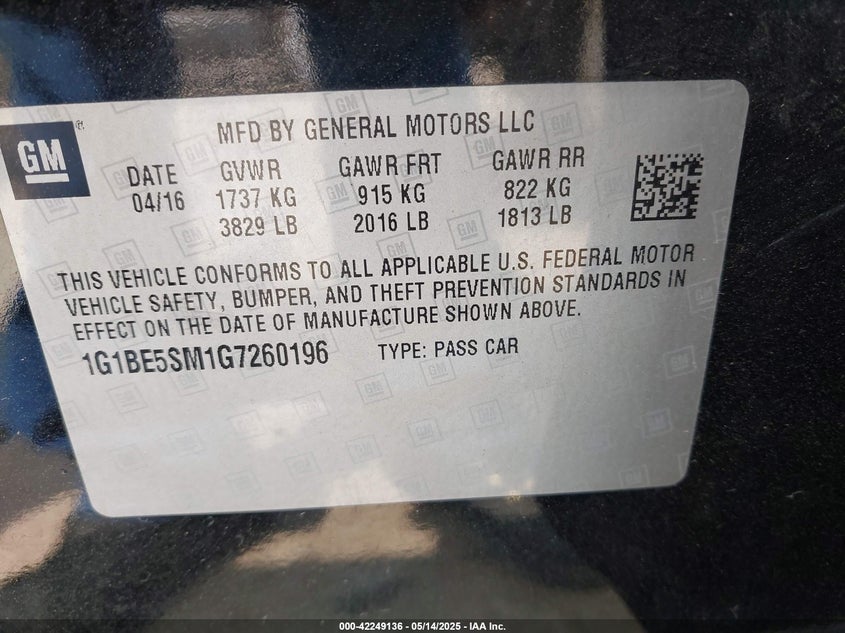 GM
MFD BY GENERAL MOTORS LLC
DATE GVWR GAWR FRT GAWR RR
04/16 1737 KG 915 KG 822 KG
3829 LB 2016 LB 1813 LB
THIS VEHICLE CONFORMS TO ALL APPLICABLE U.S. FEDERAL MOTOR
VEHICLE SAFETY, BUMPER, AND THEFT PREVENTION STANDARDS IN
EFFECT ON THE DATE OF MANUFACTURE SHOWN ABOVE.
1G1BE5SM1G7260196 TYPE: PASS CAR
000-42249136 - 05/14/2025 - IAA Inc.